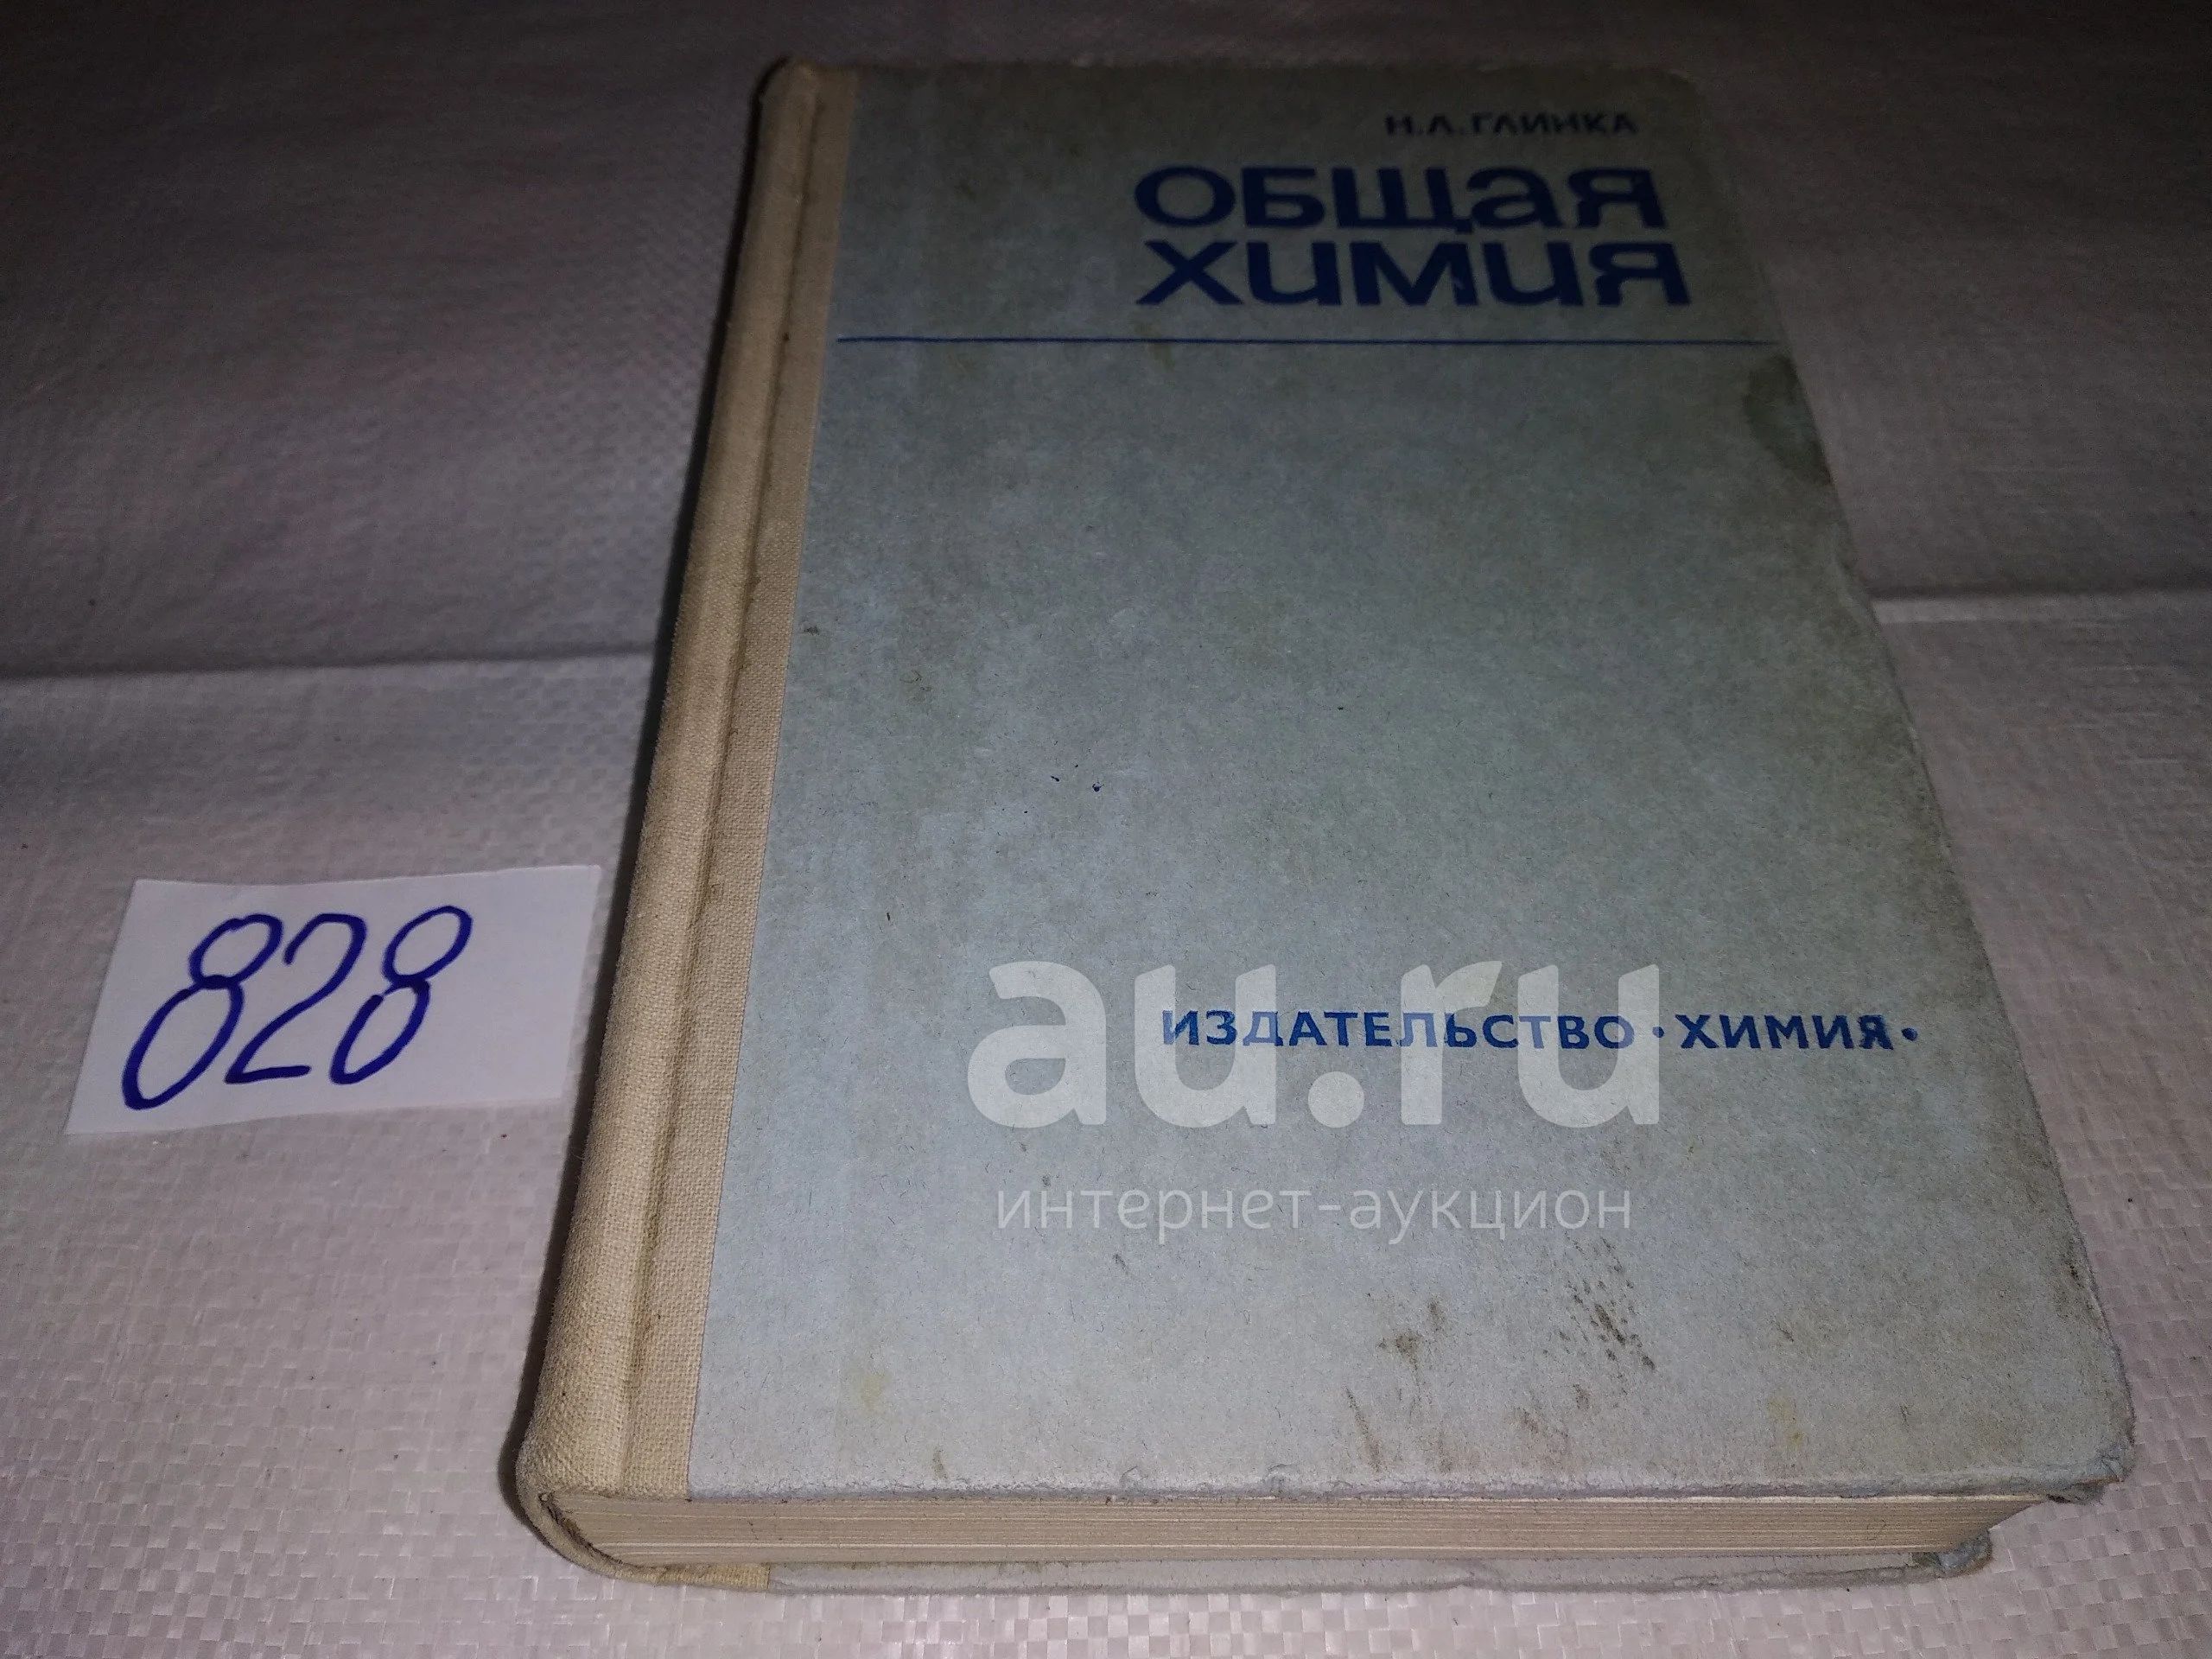 Н.Л.ГЛИНКА
ОБЩАЯ
ХИМИЯ
828
au.ru
ИЗДАТЕЛЬСТВО·ХИМИЯ·
интернет-аукцион